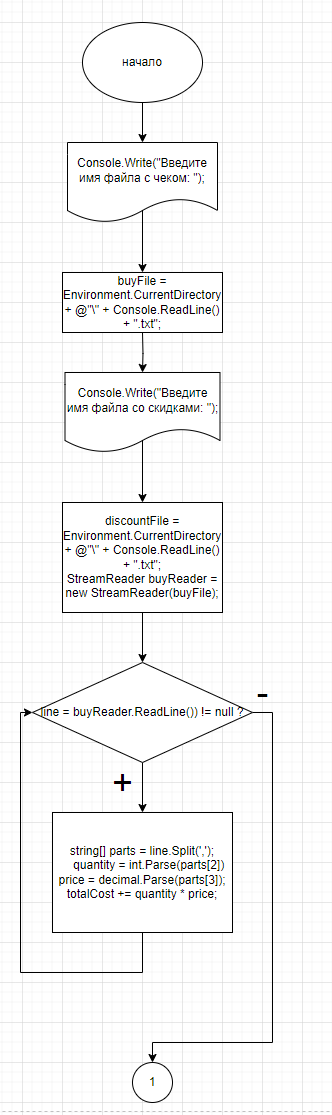 начало
Console.Write("Введите
имя файла с чеком: ");
buyFile =
Environment.CurrentDirectory
+ @"\" + Console.ReadLine()
+ ".txt";
Console.Write("Введите
имя файла со скидками: ");
discountFile =
Environment.CurrentDirectory
+ @"\" + Console.ReadLine()
+ ".txt";
StreamReader buyReader =
new StreamReader(buyFile);
line = buyReader.ReadLine()) != null ?
-
+
string[] parts = line.Split(',');
quantity = int.Parse(parts[2])
price = decimal.Parse(parts[3]);
totalCost += quantity * price;
1